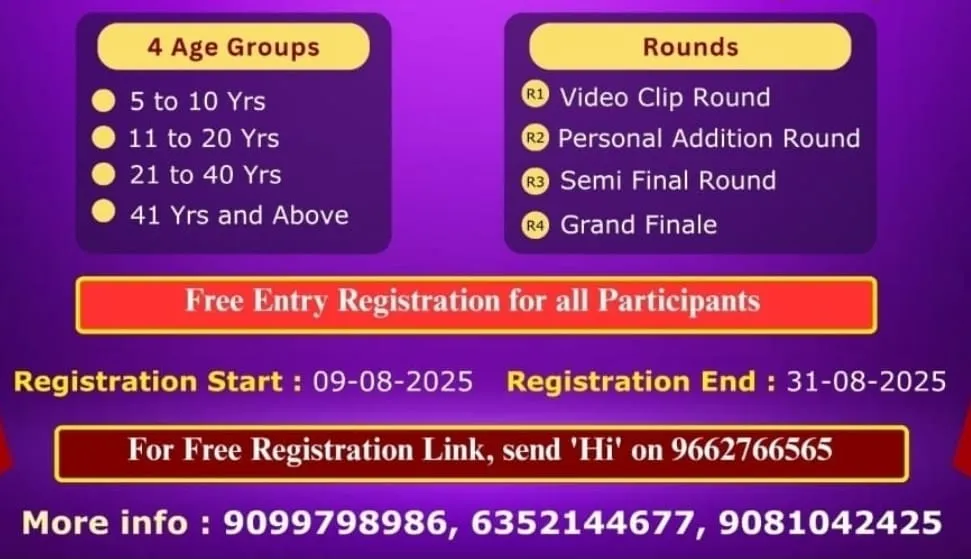 4 Age Groups
5 to 10 Yrs
11 to 20 Yrs
21 to 40 Yrs
41 Yrs and Above
Rounds
R1 Video Clip Round
R2 Personal Addition Round
R3 Semi Final Round
R4 Grand Finale
Free Entry Registration for all Participants
Registration Start : 09-08-2025 Registration End : 31-08-2025
For Free Registration Link, send 'Hi' on 9662766565
More info : 9099798986, 6352144677, 9081042425